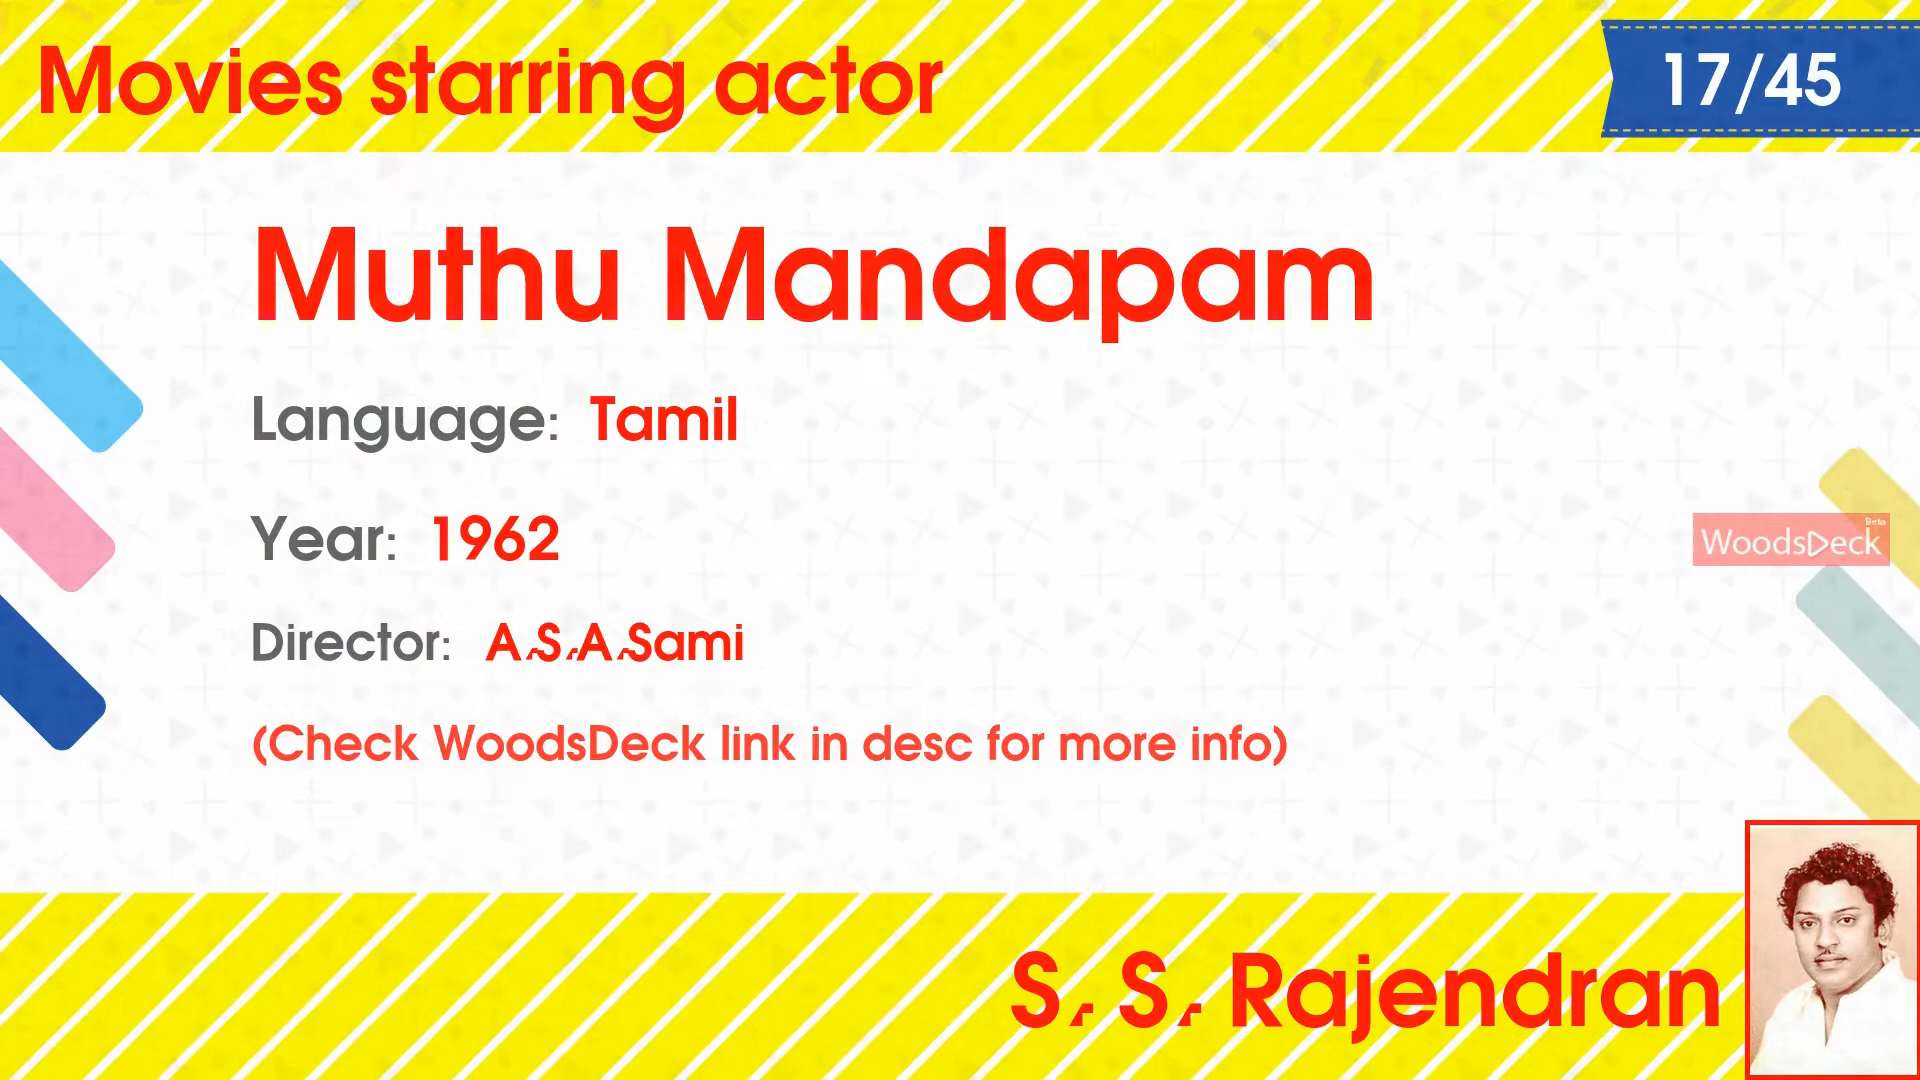 Movies starring actor
17/45
Muthu Mandapam
Language: Tamil
Year: 1962
Director: A.S.A.Sami
WoodsDeck Beta
(Check WoodsDeck link in desc for more info)
S. S. Rajendran